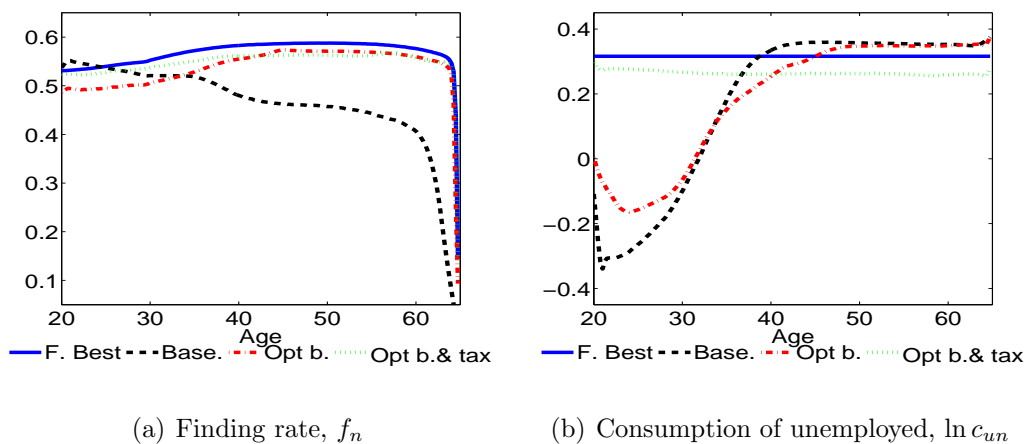 0.6
0.5
0.4
0.3
0.2
0.1
20 30 40 50 60
Age
F. Best Base. Opt b. Opt b.& tax
(a) Finding rate, f_n
0.4
0.2
0
−0.2
−0.4
20 30 40 50 60
Age
F. Best Base. Opt b. Opt b.& tax
(b) Consumption of unemployed, ln c_un